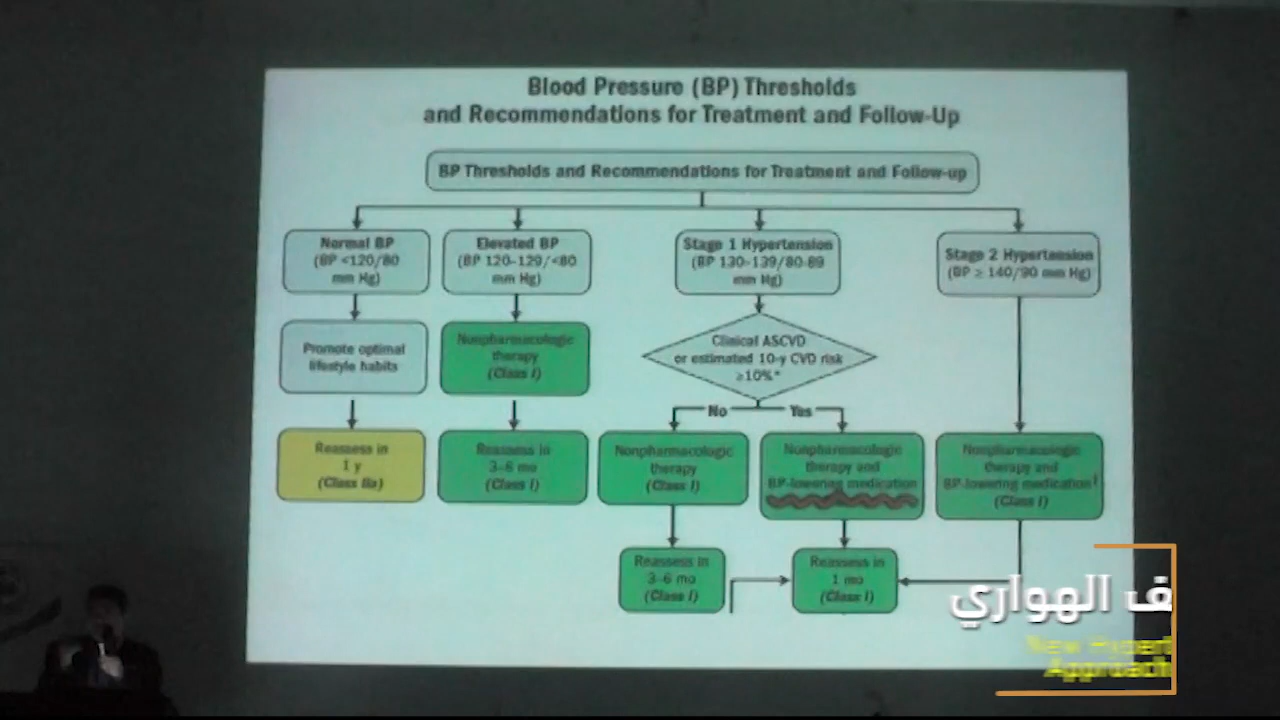 Blood Pressure (BP) Thresholds
and Recommendations for Treatment and Follow-Up
BP Thresholds and Recommendations for Treatment and Follow-up
Normal BP
(BP <120/80
mm Hg)
Elevated BP
(BP 120-129/<80
mm Hg)
Stage 1 Hypertension
(BP 130-139/80-89
mm Hg)
Stage 2 Hypertension
(BP ≥ 140/90 mm Hg)
Promote optimal
lifestyle habits
Nonpharmacologic
therapy
(Class I)
Clinical ASCVD
or estimated 10-y CVD risk
≥10%*
No
Yes
Reassess in
1 y
(Class IIa)
Reassess in
3-6 mo
(Class I)
Nonpharmacologic
therapy
(Class I)
Nonpharmacologic
therapy and
BP-lowering medication
Nonpharmacologic
therapy and
BP-lowering medication†
(Class I)
Reassess in
3-6 mo
(Class I)
Reassess in
1 mo
(Class I)
ف الهواري
New Hypert
Approach